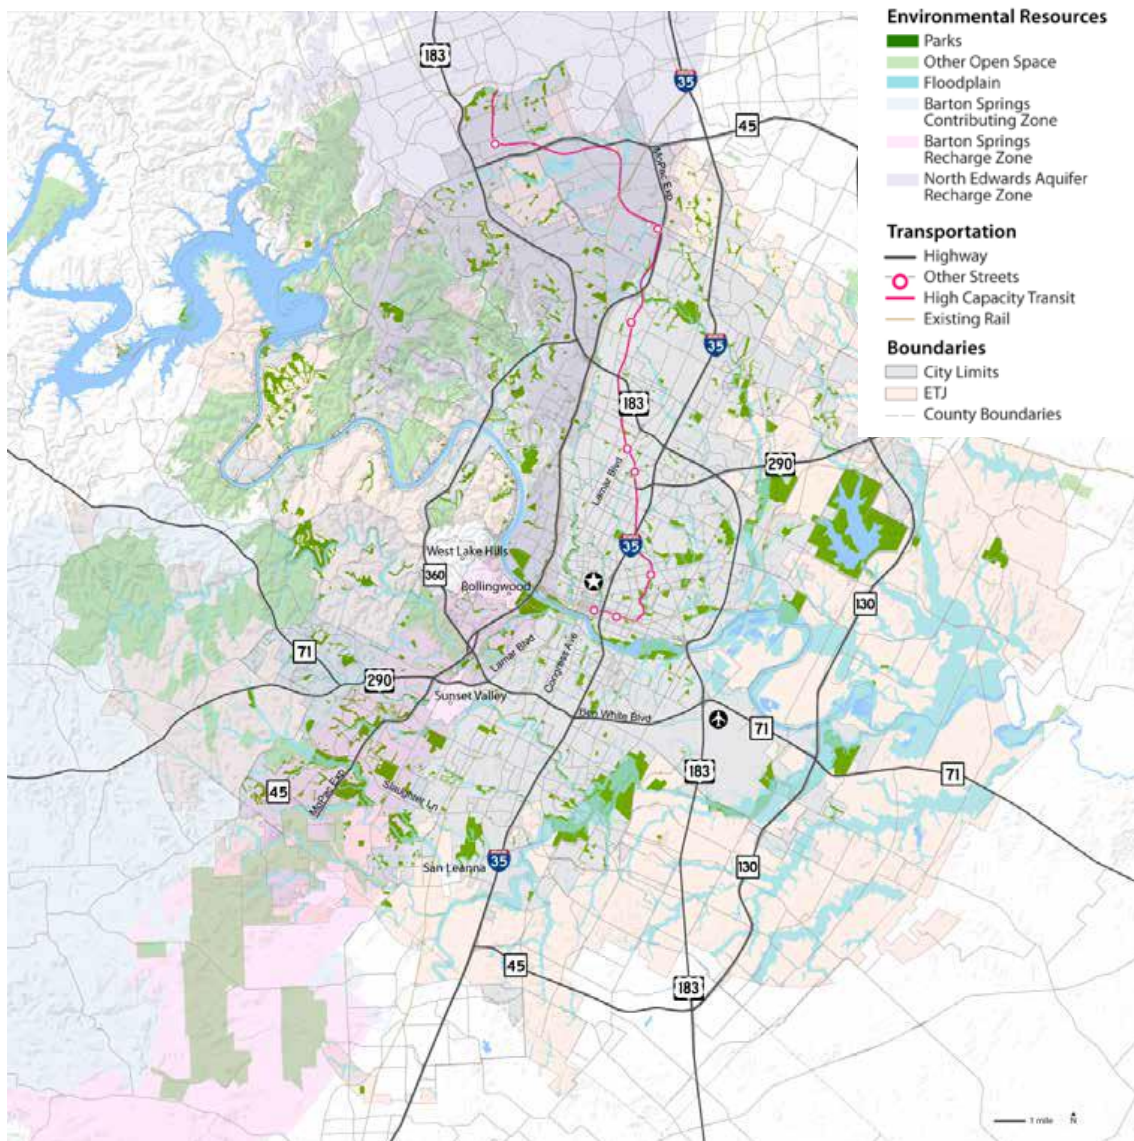 Environmental Resources
Parks
Other Open Space
Floodplain
Barton Springs
Contributing Zone
Barton Springs
Recharge Zone
North Edwards Aquifer
Recharge Zone
Transportation
Highway
Other Streets
High Capacity Transit
Existing Rail
Boundaries
City Limits
ETJ
County Boundaries
183
35
45
MoPac Exp
35
183
290
Lamar Blvd
35
West Lake Hills
360
Rollingwood
130
71
Lamar Blvd
Congress Ave
290
Sunset Valley
Ben White Blvd
71
183
71
45
MoPac Exp
Slaughter Ln
San Leanna
35
130
45
183
1 mile
N